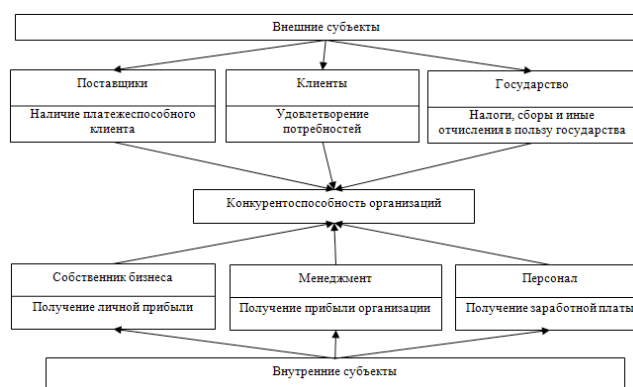 Внешние субъекты
Поставщики
Клиенты
Государство
Наличие платежеспособного
клиента
Удовлетворение
потребностей
Налоги, сборы и иные
отчисления в пользу государства
Конкурентоспособность организаций
Собственник бизнеса
Менеджмент
Персонал
Получение личной прибыли
Получение прибыли организации
Получение заработной платы
Внутренние субъекты